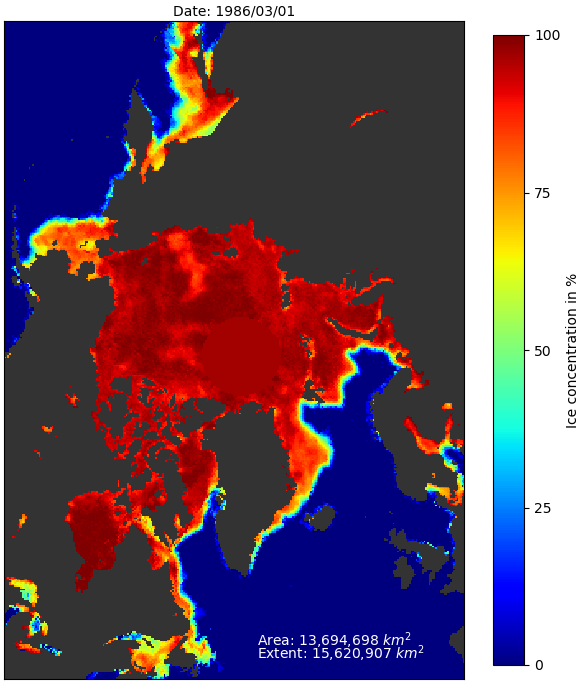 Date: 1986/03/01
100
75
50
25
0
Ice concentration in %
Area: 13,694,698 km²
Extent: 15,620,907 km²